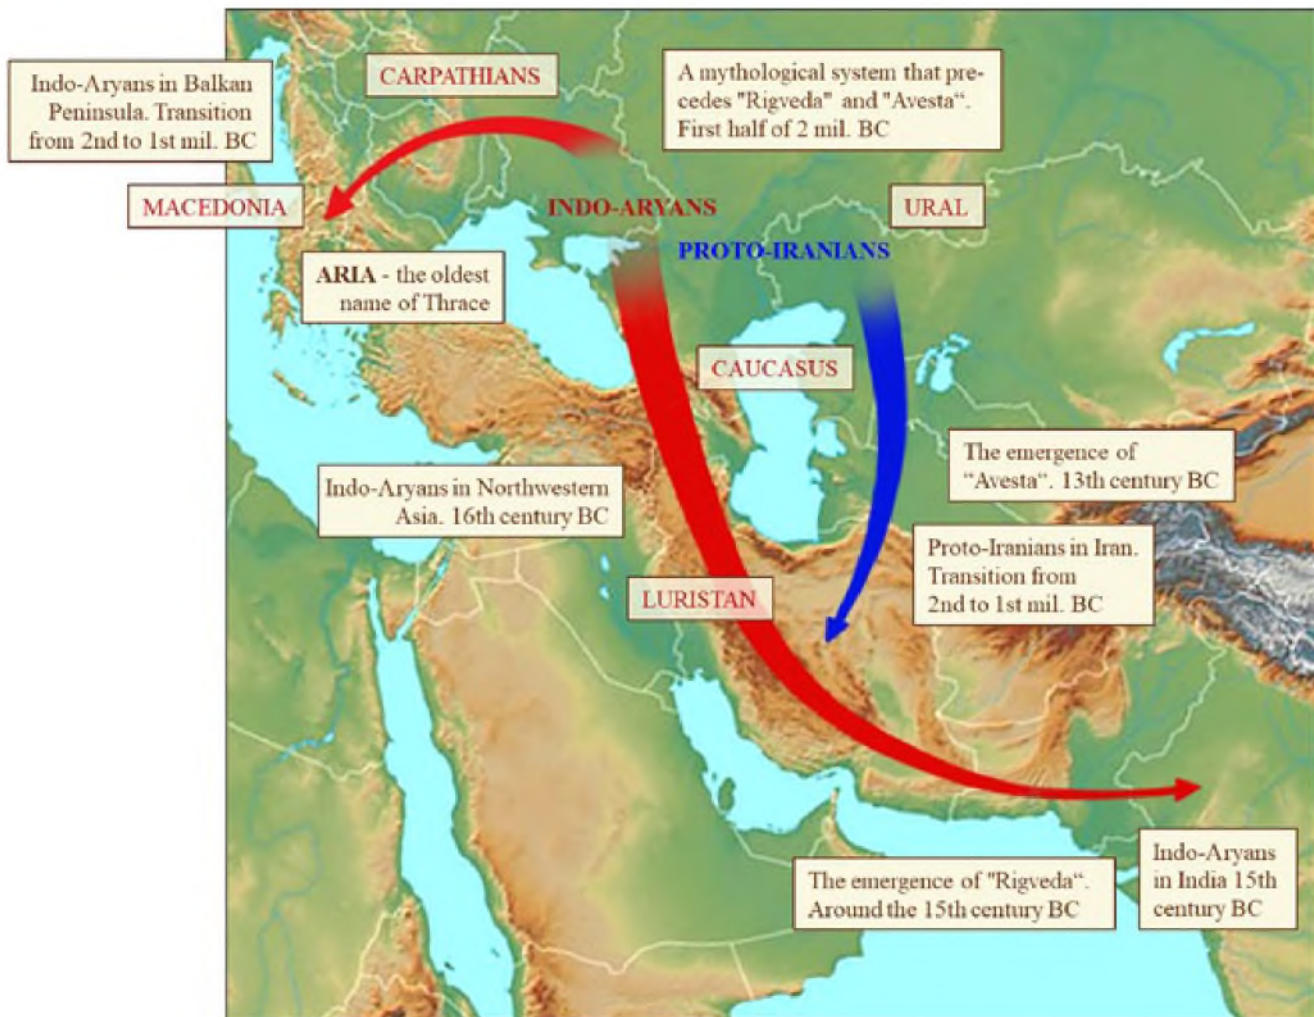 Indo-Aryans in Balkan
Peninsula. Transition
from 2nd to 1st mil. BC
CARPATHIANS
A mythological system that pre-
cedes "Rigveda" and "Avesta“.
First half of 2 mil. BC
MACEDONIA
INDO-ARYANS
URAL
PROTO-IRANIANS
ARIA - the oldest
name of Thrace
CAUCASUS
The emergence of
“Avesta“. 13th century BC
Indo-Aryans in Northwestern
Asia. 16th century BC
Proto-Iranians in Iran.
Transition from
2nd to 1st mil. BC
LURISTAN
The emergence of "Rigveda“.
Around the 15th century BC
Indo-Aryans
in India 15th
century BC